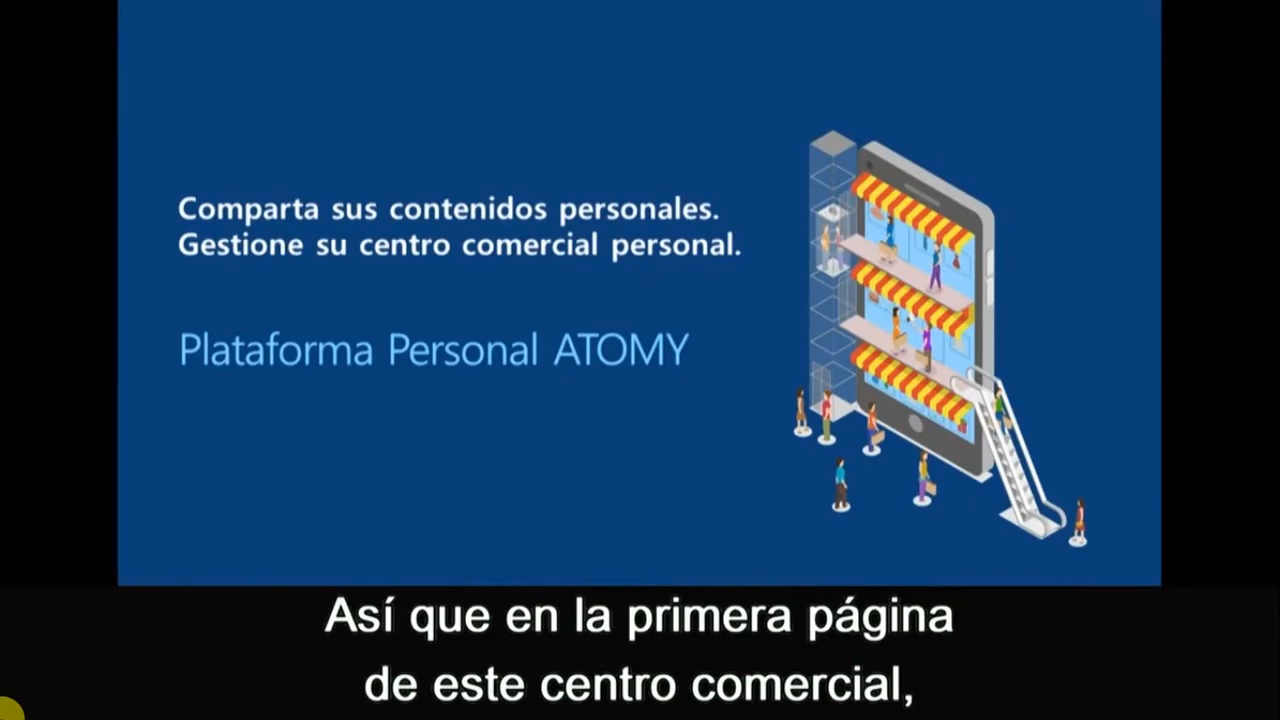 Comparta sus contenidos personales.
Gestione su centro comercial personal.
Plataforma Personal ATOMY
Así que en la primera página
de este centro comercial,